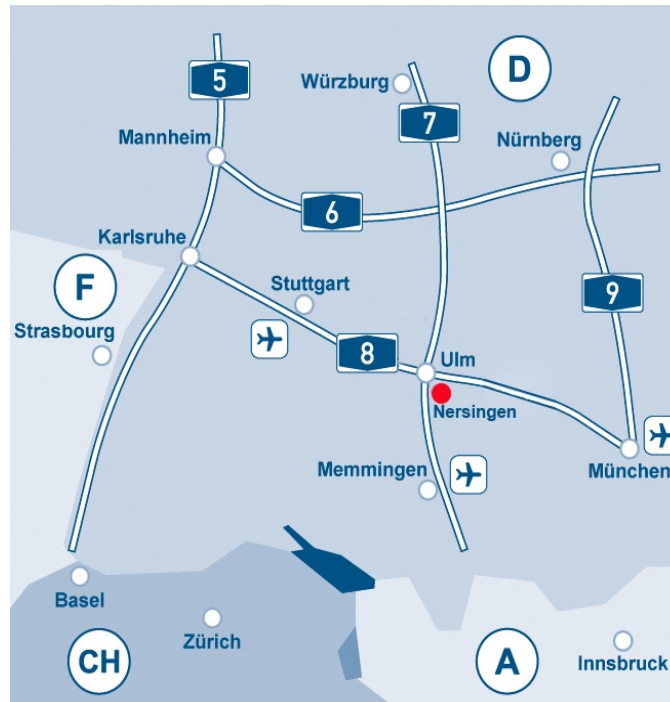 5
Würzburg
D
7
Mannheim
Nürnberg
6
Karlsruhe
F
Stuttgart
9
Strasbourg
8
Ulm
Nersingen
Memmingen
München
Basel
Zürich
CH
A
Innsbruck